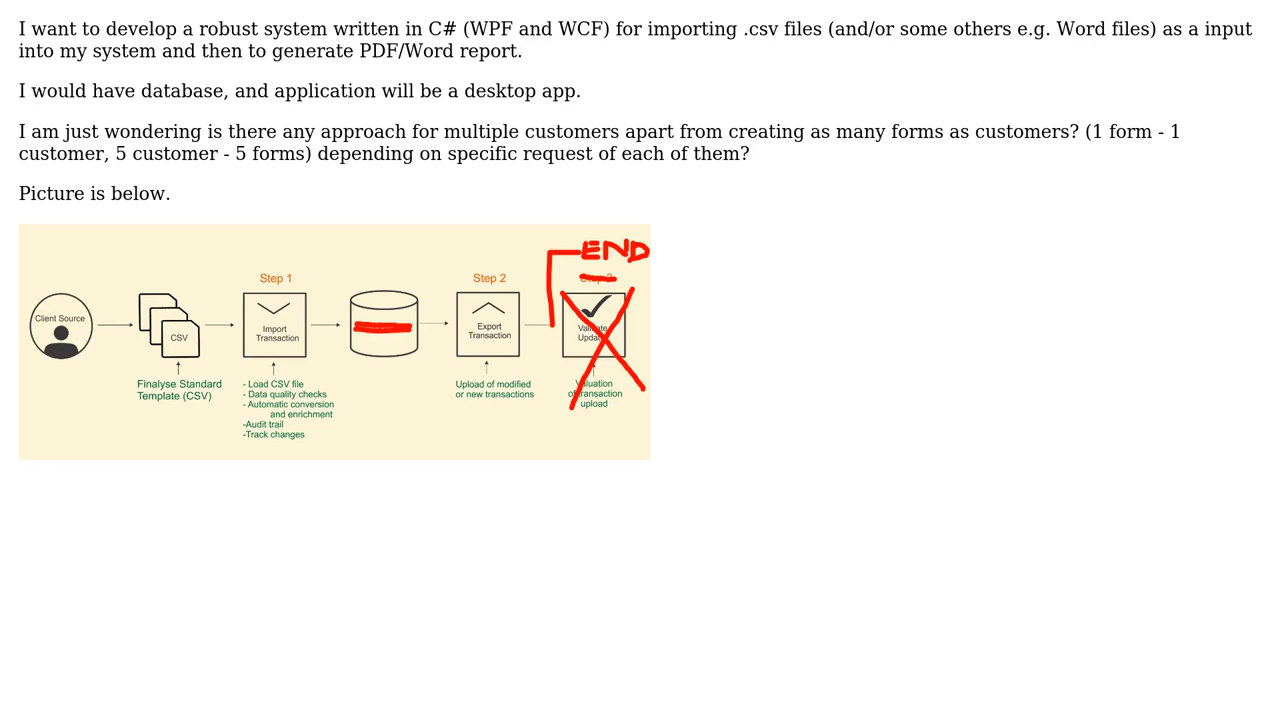 I want to develop a robust system written in C# (WPF and WCF) for importing .csv files (and/or some others e.g. Word files) as a input
into my system and then to generate PDF/Word report.
I would have database, and application will be a desktop app.
I am just wondering is there any approach for multiple customers apart from creating as many forms as customers? (1 form - 1
customer, 5 customer - 5 forms) depending on specific request of each of them?
Picture is below.
END
Step 1
Step 2
Step
Client Source
CSV
Import
Transaction
Export
Transaction
Validate
Update
Finalyse Standard
Template (CSV)
- Load CSV file
- Data quality checks
- Automatic conversion
and enrichment
-Audit trail
-Track changes
Upload of modified
or new transactions
of transaction
upload